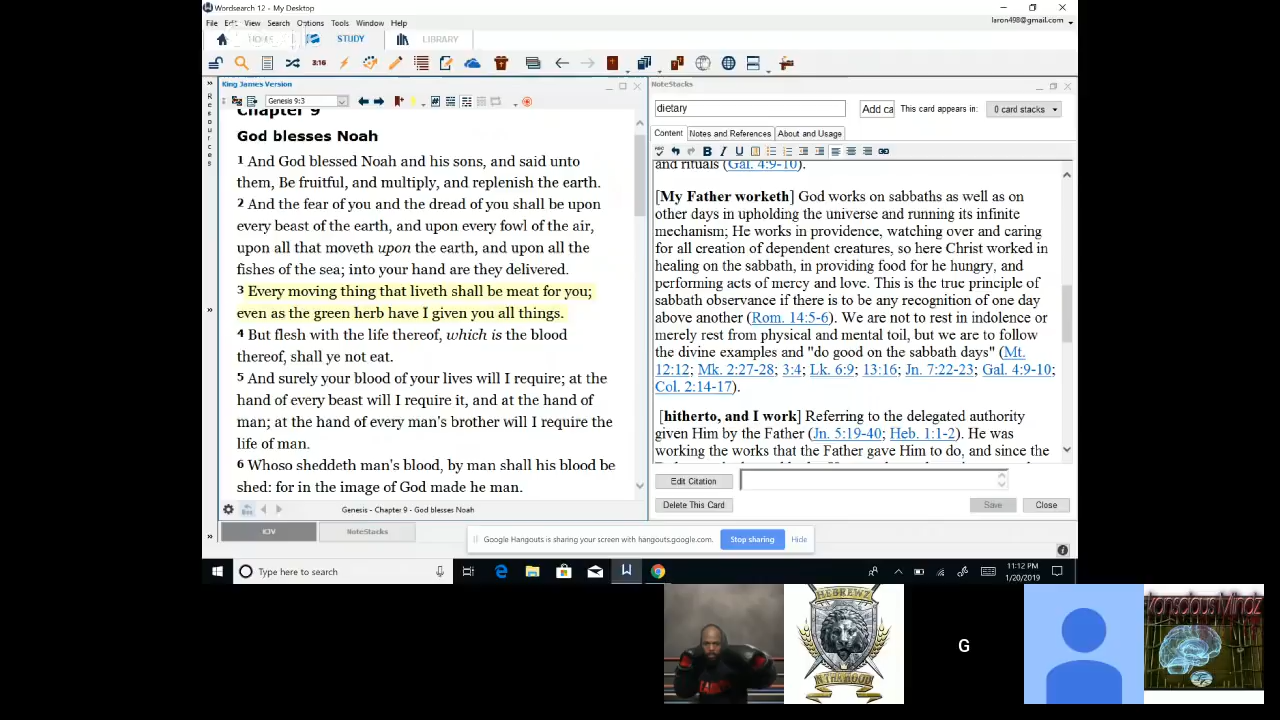 Wordsearch 12 - My Desktop
laron498@gmail.com
File Edit View Search Options Tools Window Help
HOME STUDY LIBRARY
3:16
Resources
King James Version
Genesis 9:3
Chapter 9
God blesses Noah
1 And God blessed Noah and his sons, and said unto
them, Be fruitful, and multiply, and replenish the earth.
2 And the fear of you and the dread of you shall be upon
every beast of the earth, and upon every fowl of the air,
upon all that moveth upon the earth, and upon all the
fishes of the sea; into your hand are they delivered.
3 Every moving thing that liveth shall be meat for you;
even as the green herb have I given you all things.
4 But flesh with the life thereof, which is the blood
thereof, shall ye not eat.
5 And surely your blood of your lives will I require; at the
hand of every beast will I require it, and at the hand of
man; at the hand of every man's brother will I require the
life of man.
6 Whoso sheddeth man's blood, by man shall his blood be
shed: for in the image of God made he man.
Genesis - Chapter 9 - God blesses Noah
KJV NoteStacks
NoteStacks
dietary Add ca This card appears in: 0 card stacks
Content Notes and References About and Usage
B I U
and rituals (Gal. 4:9-10).
[My Father worketh] God works on sabbaths as well as on
other days in upholding the universe and running its infinite
mechanism; He works in providence, watching over and caring
for all creation of dependent creatures, so here Christ worked in
healing on the sabbath, in providing food for he hungry, and
performing acts of mercy and love. This is the true principle of
sabbath observance if there is to be any recognition of one day
above another (Rom. 14:5-6). We are not to rest in indolence or
merely rest from physical and mental toil, but we are to follow
the divine examples and "do good on the sabbath days" (Mt.
12:12; Mk. 2:27-28; 3:4; Lk. 6:9; 13:16; Jn. 7:22-23; Gal. 4:9-10;
Col. 2:14-17).
[hitherto, and I work] Referring to the delegated authority
given Him by the Father (Jn. 5:19-40; Heb. 1:1-2). He was
working the works that the Father gave Him to do, and since the
Edit Citation
Delete This Card Save Close
Google Hangouts is sharing your screen with hangouts.google.com. Stop sharing Hide
Type here to search
11:12 PM
1/20/2019
HEBREWZ
N THA HOOD
G
Konscious Mindz